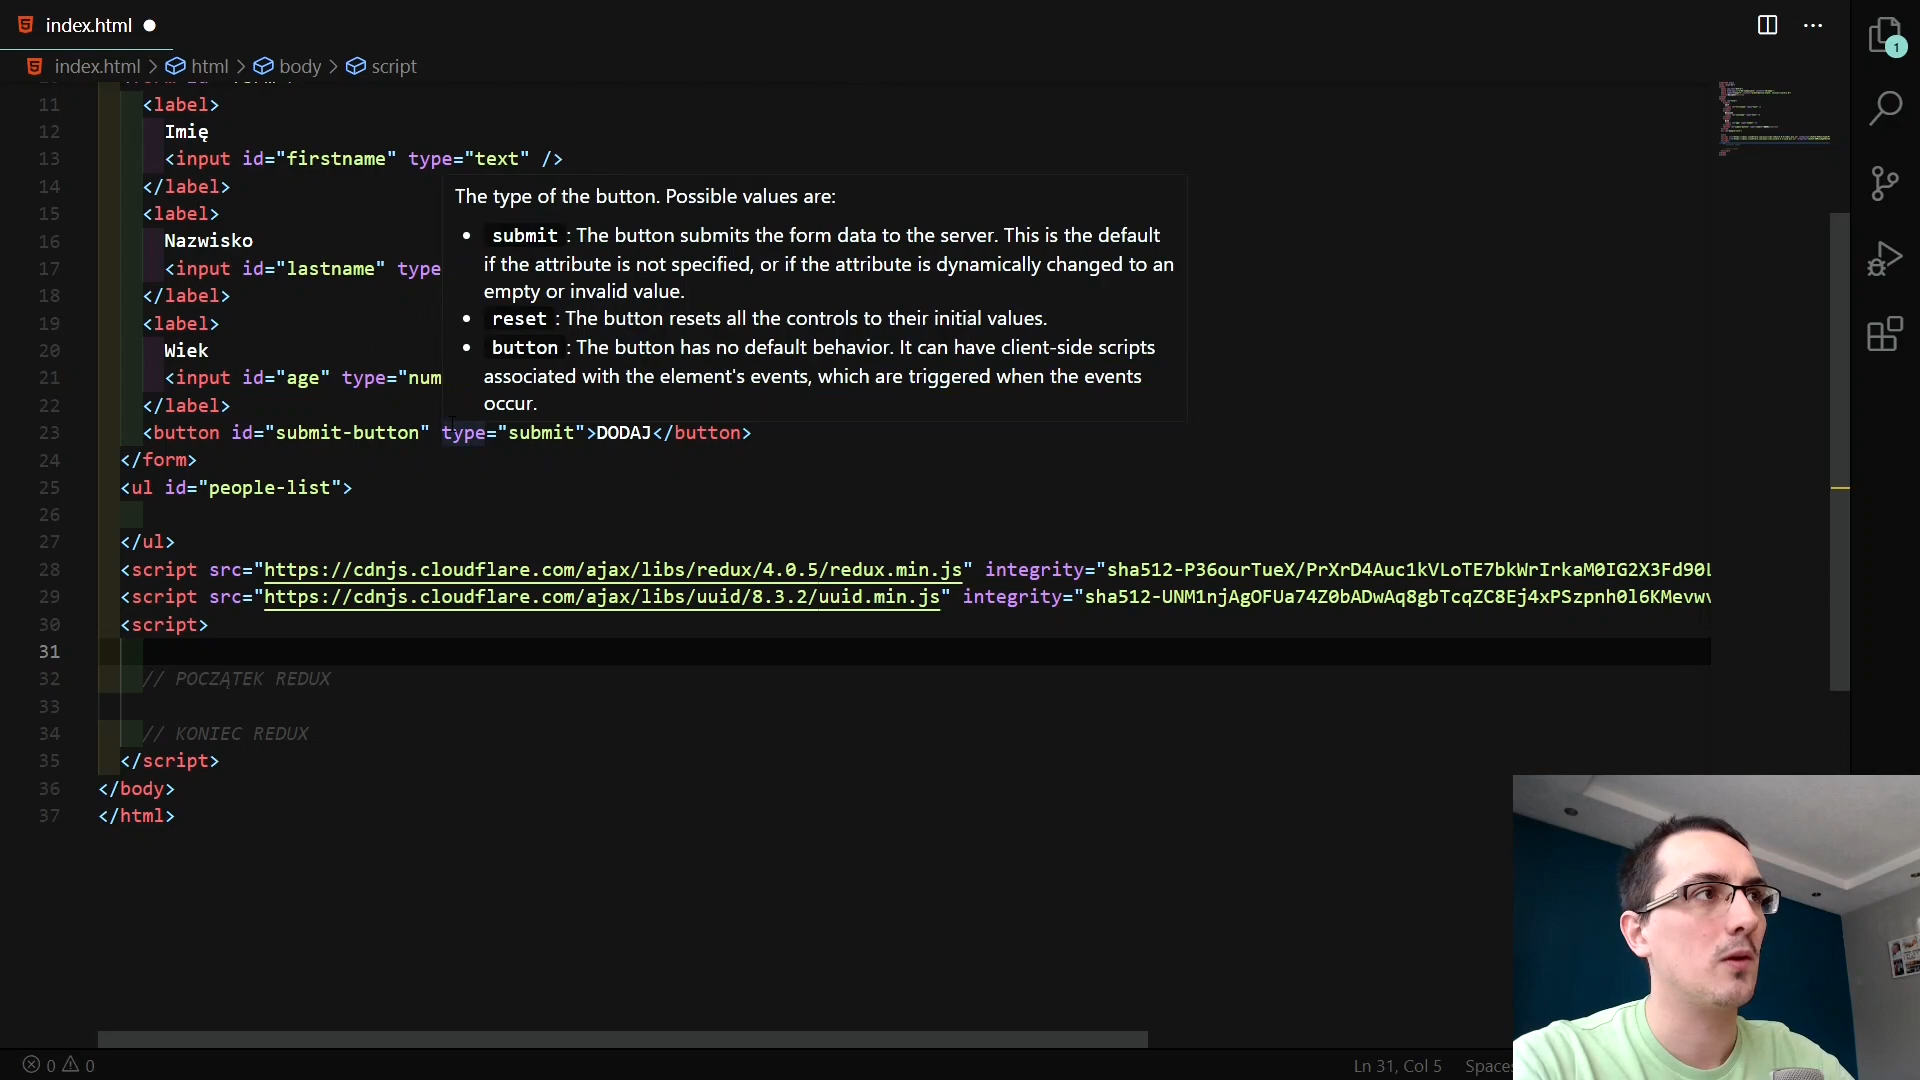 index.html
index.html > html > body > script
1
11 <label>
12 Imię
13 <input id="firstname" type="text" />
14 </label>
15 <label>
16 Nazwisko
17 <input id="lastname" type
18 </label>
19 <label>
20 Wiek
21 <input id="age" type="num
22 </label>
The type of the button. Possible values are:
• submit : The button submits the form data to the server. This is the default
if the attribute is not specified, or if the attribute is dynamically changed to an
empty or invalid value.
• reset : The button resets all the controls to their initial values.
• button : The button has no default behavior. It can have client-side scripts
associated with the element's events, which are triggered when the events
occur.
23 <button id="submit-button" type="submit">DODAJ</button>
24 </form>
25 <ul id="people-list">
26
27 </ul>
28 <script src="https://cdnjs.cloudflare.com/ajax/libs/redux/4.0.5/redux.min.js" integrity="sha512-P36ourTueX/PrXrD4Auc1kVLoTE7bkWrIrkaM0IG2X3Fd90L
29 <script src="https://cdnjs.cloudflare.com/ajax/libs/uuid/8.3.2/uuid.min.js" integrity="sha512-UNM1njAgOFUa74Z0bADwAq8gbTcqZC8Ej4xPSzpnh0l6KMevwv
30 <script>
31
32 // POCZĄTEK REDUX
33
34 // KONIEC REDUX
35 </script>
36 </body>
37 </html>
0 0
Ln 31, Col 5 Spaces